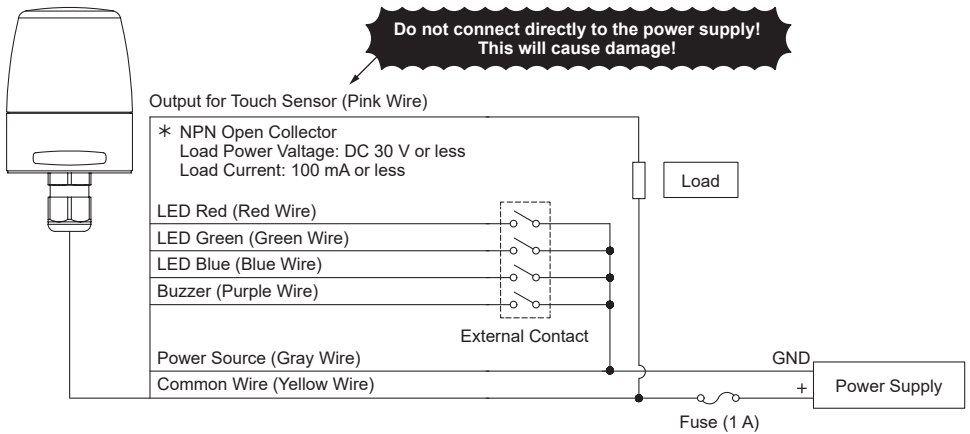 Do not connect directly to the power supply!
This will cause damage!
Output for Touch Sensor (Pink Wire)
* NPN Open Collector
Load Power Valtage: DC 30 V or less
Load Current: 100 mA or less
Load
LED Red (Red Wire)
LED Green (Green Wire)
LED Blue (Blue Wire)
Buzzer (Purple Wire)
External Contact
Power Source (Gray Wire)
GND
Common Wire (Yellow Wire)
+
Power Supply
Fuse (1 A)